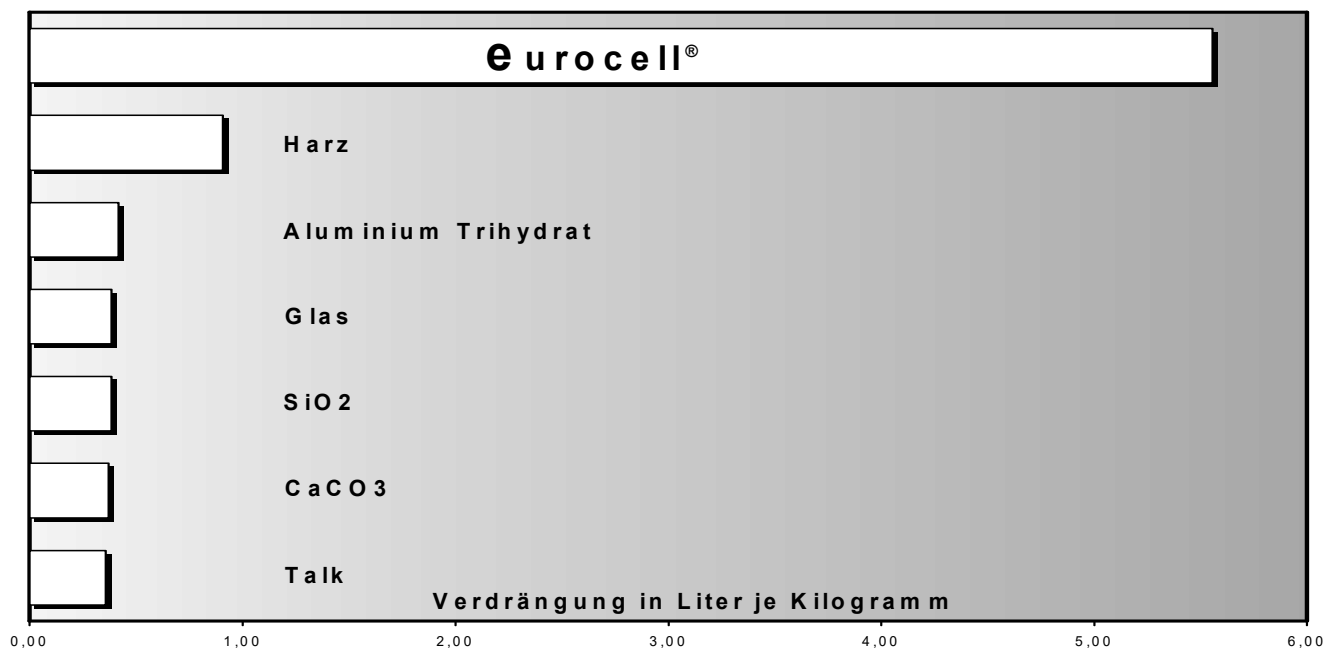 eurocell®
Harz
Aluminium Trihydrat
Glas
SiO2
CaCO3
Talk
Verdrängung in Liter je Kilogramm
0,00 1,00 2,00 3,00 4,00 5,00 6,00